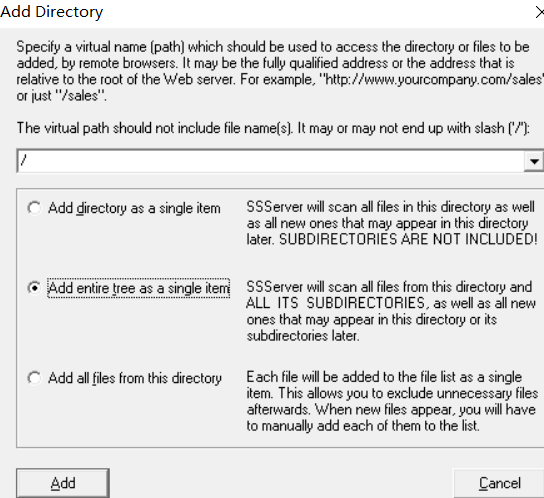 Add Directory
Specify a virtual name (path) which should be used to access the directory or files to be
added, by remote browsers. It may be the fully qualified address or the address that is
relative to the root of the Web server. For example, "http://www.yourcompany.com/sales"
or just "/sales".
The virtual path should not include file name(s). It may or may not end up with slash ('/'):
/
Add directory as a single item
SSServer will scan all files in this directory as well
as all new ones that may appear in this directory
later. SUBDIRECTORIES ARE NOT INCLUDED!
Add entire tree as a single item
SSServer will scan all files from this directory and
ALL ITS SUBDIRECTORIES, as well as all new
ones that may appear in this directory or its
subdirectories later.
Add all files from this directory
Each file will be added to the file list as a single
item. This allows you to exclude unnecessary files
afterwards. When new files appear, you will have
to manually add each of them to the list.
Add
Cancel